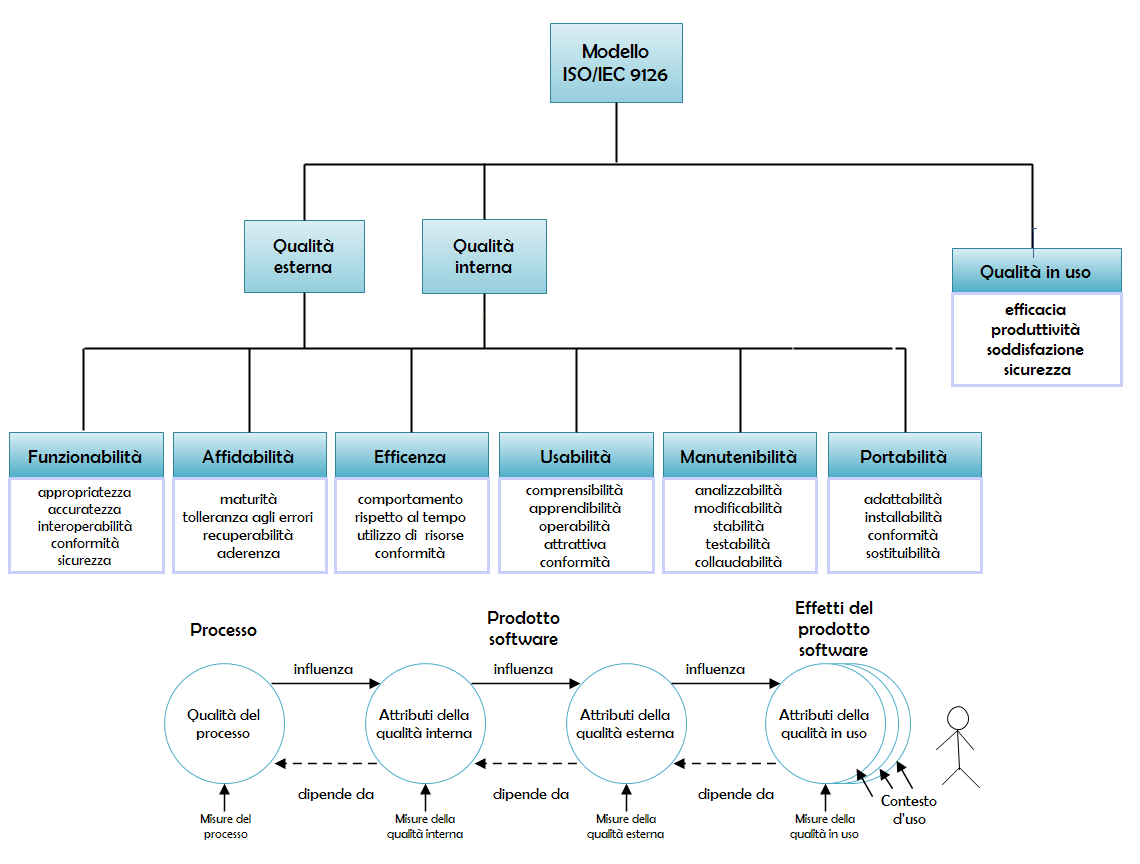 Modello
ISO/IEC 9126
Qualità
esterna
Qualità
interna
Qualità in uso
efficacia
produttività
soddisfazione
sicurezza
Funzionabilità
appropriatezza
accuratezza
interoperabilità
conformità
sicurezza
Affidabilità
maturità
tolleranza agli errori
recuperabilità
aderenza
Efficenza
comportamento
rispetto al tempo
utilizzo di risorse
conformità
Usabilità
comprensibilità
apprendibilità
operabilità
attrattiva
conformità
Manutenibilità
analizzabilità
modificabilità
stabilità
testabilità
collaudabilità
Portabilità
adattabilità
installabilità
conformità
sostituibilità
Processo
Prodotto
software
Effetti del
prodotto
software
influenza
influenza
influenza
Qualità del
processo
Attributi della
qualità interna
Attributi della
qualità esterna
Attributi della
qualità in uso
dipende da
dipende da
dipende da
Contesto
d'uso
Misure del
processo
Misure della
qualità interna
Misure della
qualità esterna
Misure della
qualità in uso